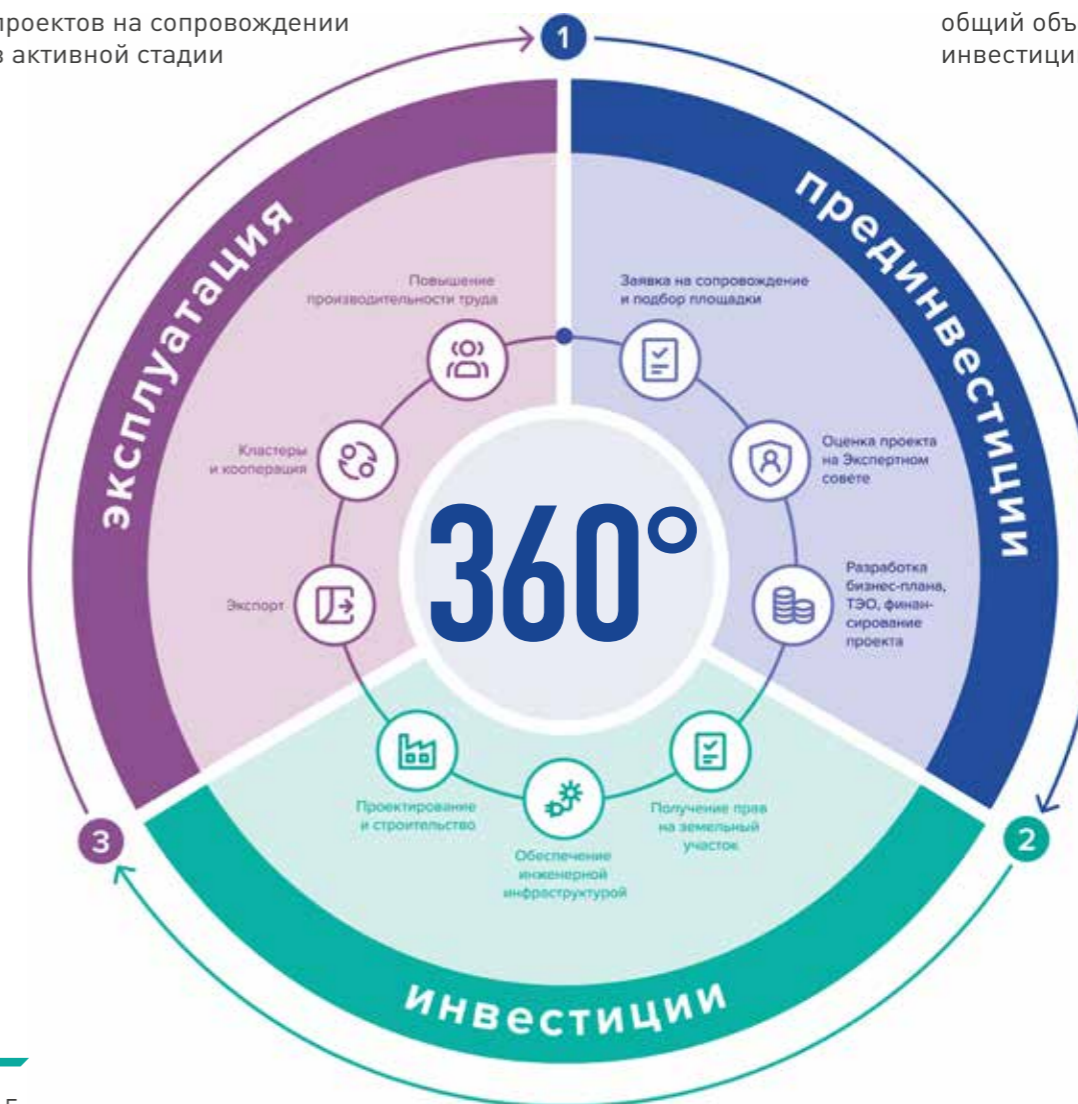 проектов на сопровождении
в активной стадии
общий объ
инвестици
1
эксплуатация
прединвестиции
Повышение
производительности труда
Заявка на сопровождение
и подбор площадки
Кластеры
и кооперация
Оценка проекта
на Экспертном
совете
360°
Экспорт
Разработка
бизнес-плана,
ТЭО, финан-
сирование
проекта
3
2
Проектирование
и строительство
Получение прав
на земельный
участок
Обеспечение
инженерной
инфраструктурой
инвестиции